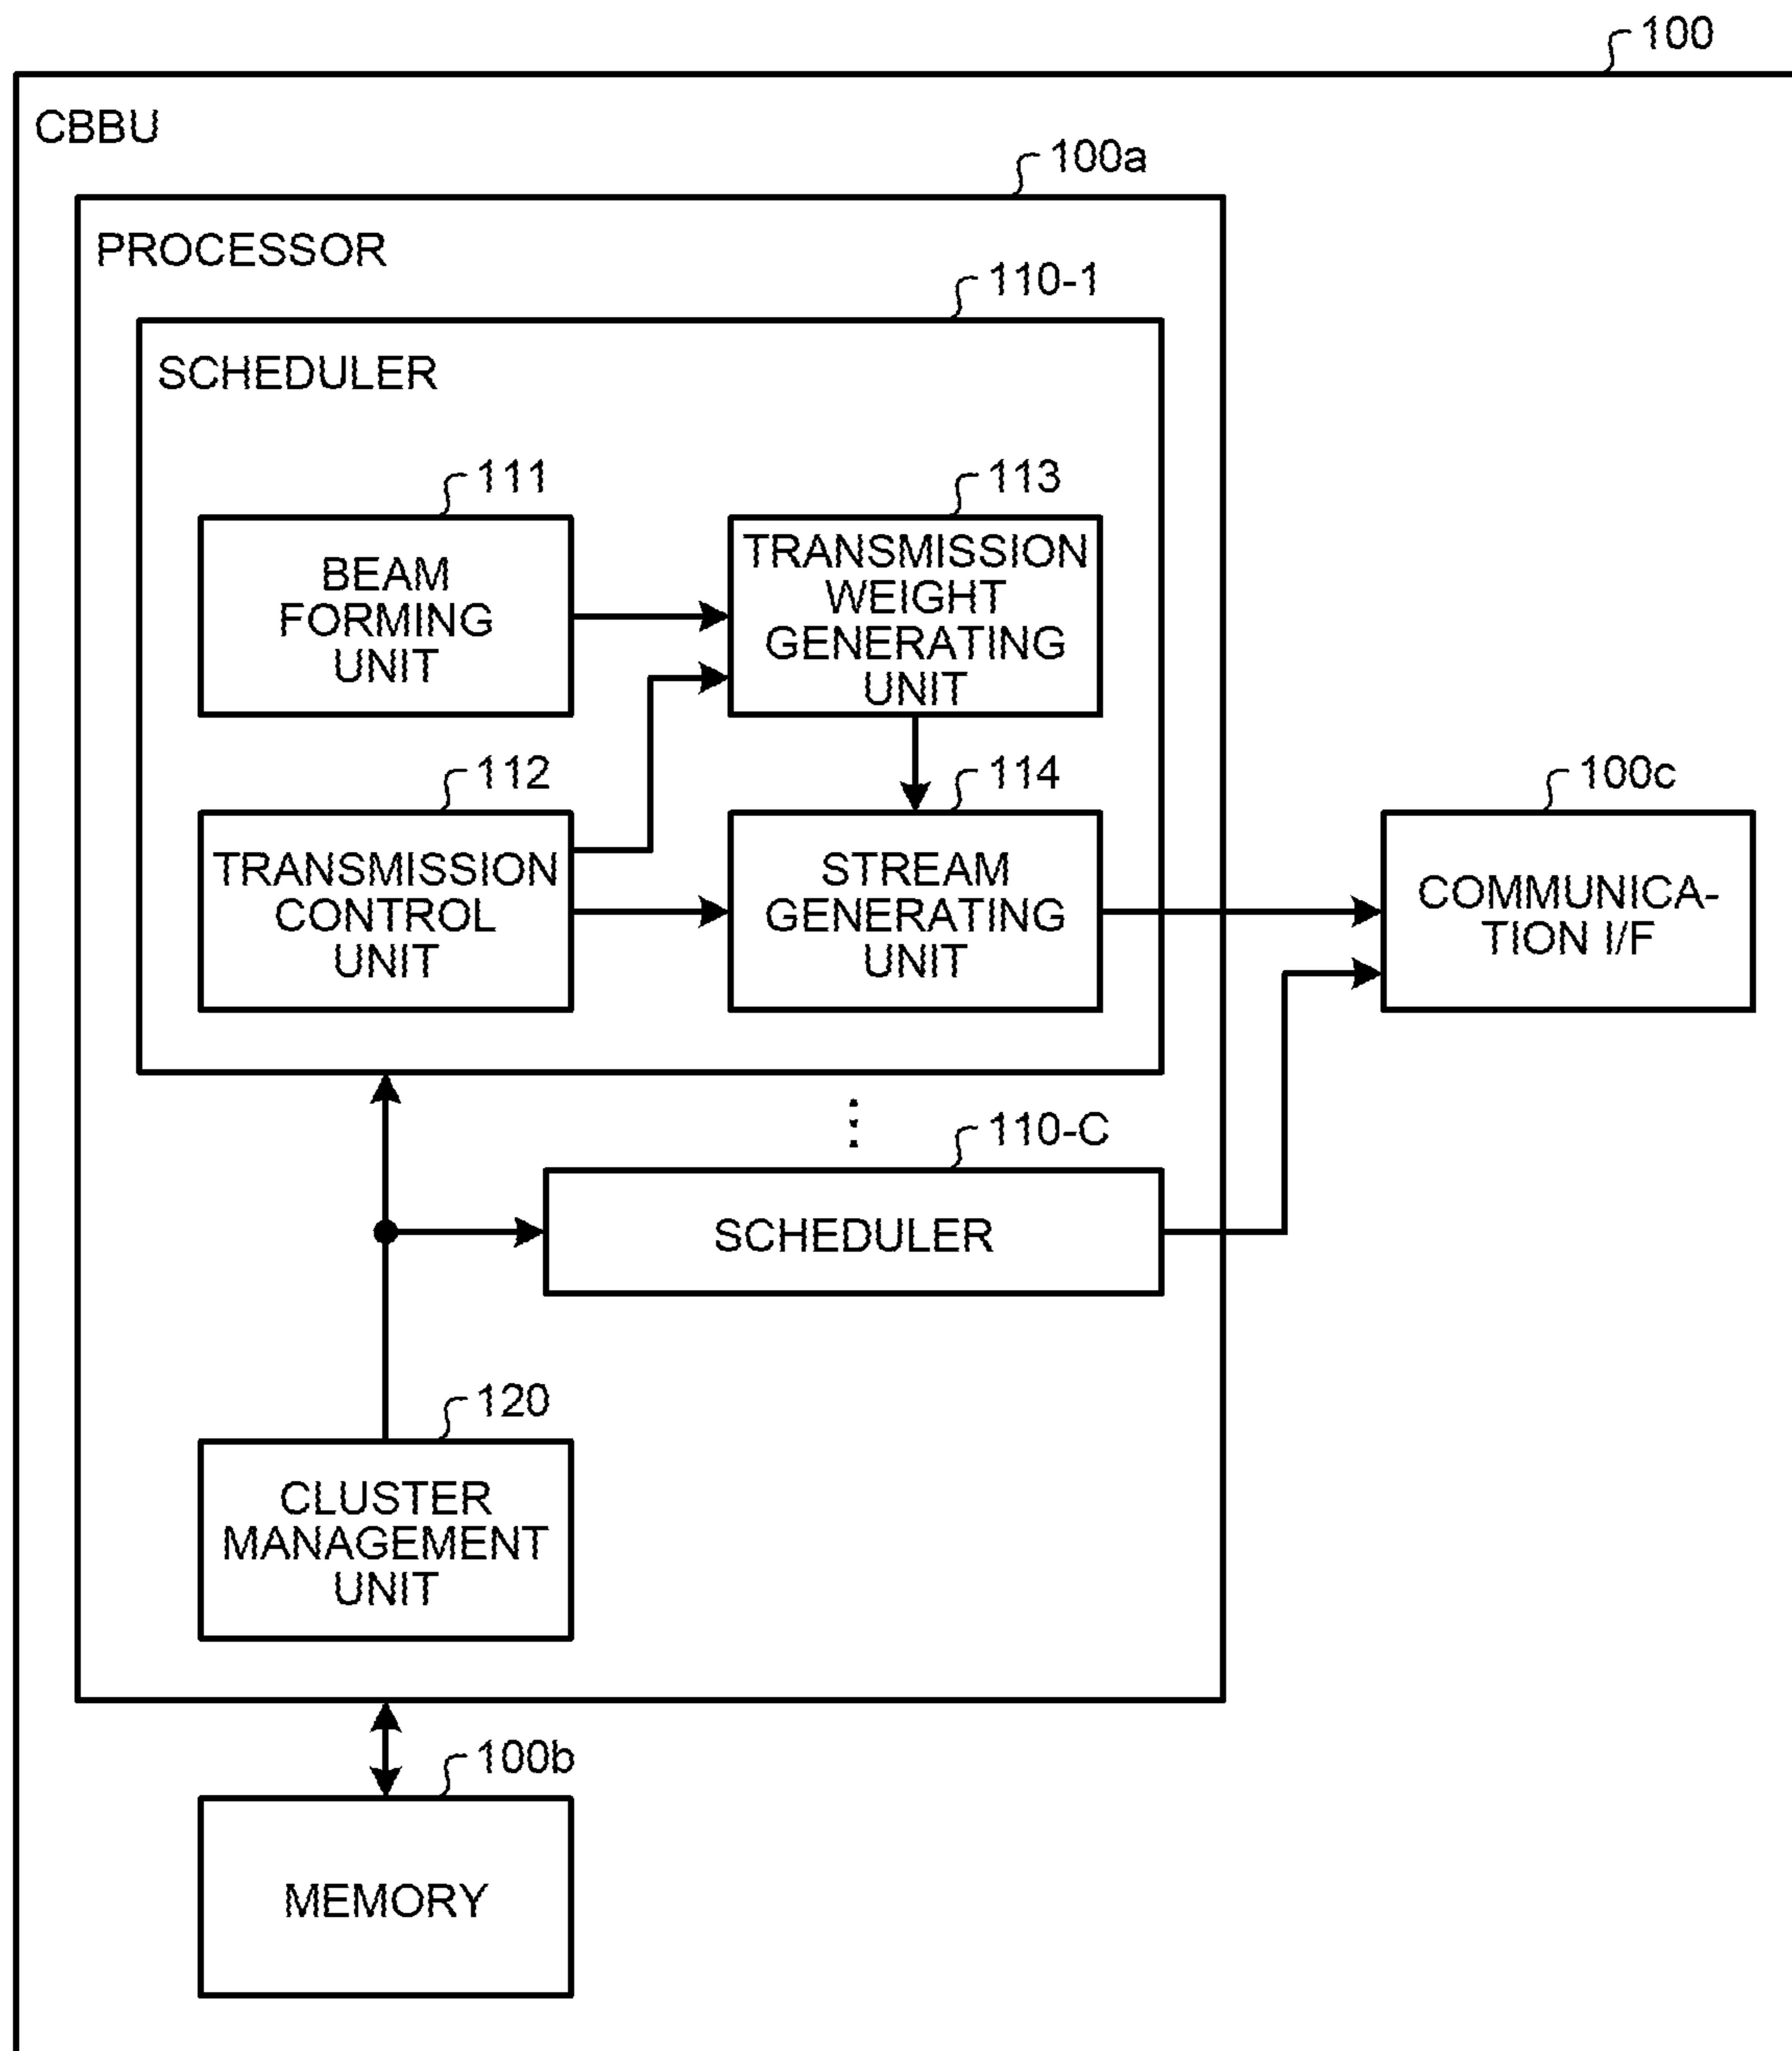 100
CBBU
100a
PROCESSOR
110-1
SCHEDULER
111
BEAM
FORMING
UNIT
113
TRANSMISSION
WEIGHT
GENERATING
UNIT
112
TRANSMISSION
CONTROL
UNIT
114
STREAM
GENERATING
UNIT
100c
COMMUNICA-
TION I/F
110-C
SCHEDULER
120
CLUSTER
MANAGEMENT
UNIT
100b
MEMORY